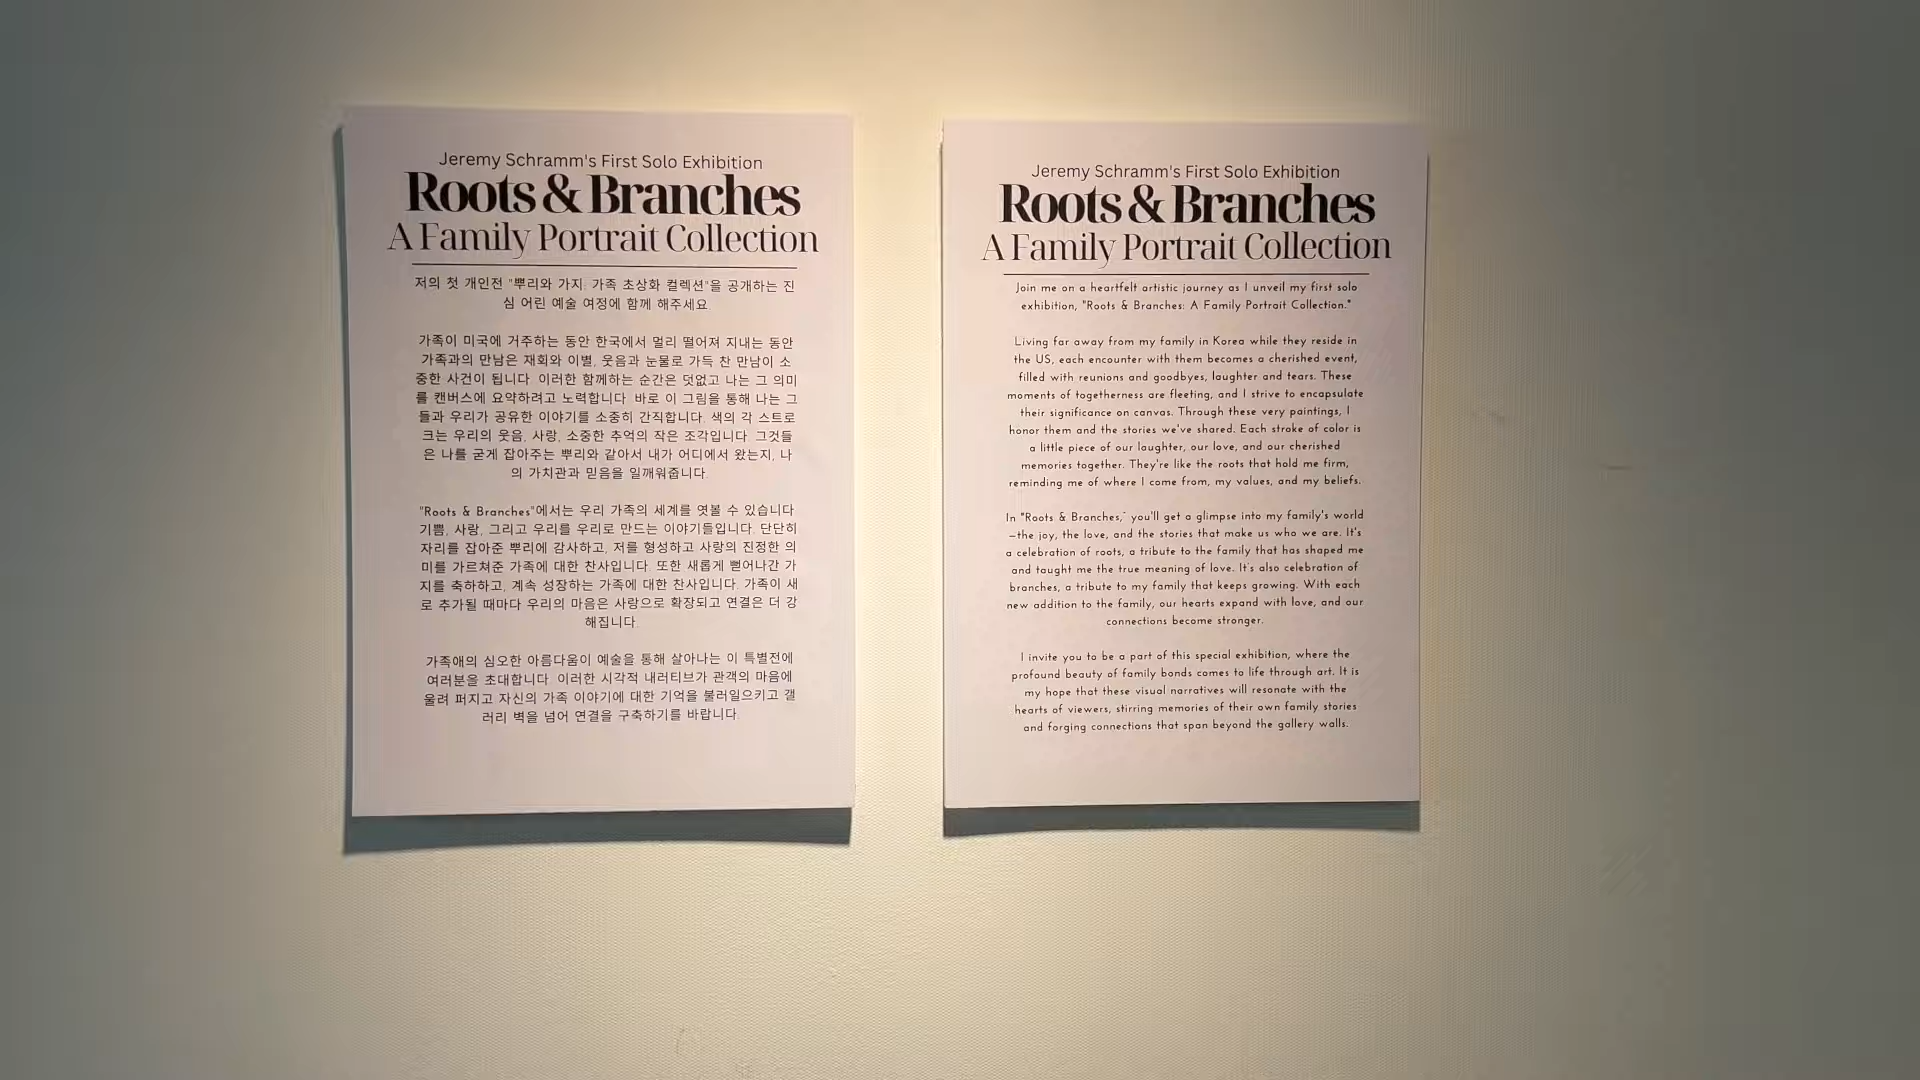 Jeremy Schramm's First Solo Exhibition
Roots & Branches
A Family Portrait Collection
저의 첫 개인전 "뿌리와 가지: 가족 초상화 컬렉션"을 공개하는 진
심 어린 예술 여정에 함께 해주세요
가족이 미국에 거주하는 동안 한국에서 멀리 떨어져 지내는 동안
가족과의 만남은 재회와 이별, 웃음과 눈물로 가득 찬 만남이 소
중한 사건이 됩니다. 이러한 함께하는 순간은 덧없고 나는 그 의미
를 캔버스에 요약하려고 노력합니다. 바로 이 그림을 통해 나는 그
들과 우리가 공유한 이야기를 소중히 간직합니다. 색의 각 스트로
크는 우리의 웃음, 사랑, 소중한 추억의 작은 조각입니다. 그것들
은 나를 굳게 잡아주는 뿌리와 같아서 내가 어디에서 왔는지, 나
의 가치관과 믿음을 일깨워줍니다.
"Roots & Branches"에서는 우리 가족의 세계를 엿볼 수 있습니다
기쁨, 사랑, 그리고 우리를 우리로 만드는 이야기들입니다. 단단히
자리를 잡아준 뿌리에 감사하고, 저를 형성하고 사랑의 진정한 의
미를 가르쳐준 가족에 대한 찬사입니다. 또한 새롭게 뻗어나간 가
지를 축하하고, 계속 성장하는 가족에 대한 찬사입니다. 가족이 새
로 추가될 때마다 우리의 마음은 사랑으로 확장되고 연결은 더 강
해집니다.
가족애의 심오한 아름다움이 예술을 통해 살아나는 이 특별전에
여러분을 초대합니다. 이러한 시각적 내러티브가 관객의 마음에
울려 퍼지고 자신의 가족 이야기에 대한 기억을 불러일으키고 갤
러리 벽을 넘어 연결을 구축하기를 바랍니다.
Jeremy Schramm's First Solo Exhibition
Roots & Branches
A Family Portrait Collection
Join me on a heartfelt artistic journey as I unveil my first solo
exhibition, "Roots & Branches: A Family Portrait Collection."
Living far away from my family in Korea while they reside in
the US, each encounter with them becomes a cherished event,
filled with reunions and goodbyes, laughter and tears. These
moments of togetherness are fleeting, and I strive to encapsulate
their significance on canvas. Through these very paintings, I
honor them and the stories we've shared. Each stroke of color is
a little piece of our laughter, our love, and our cherished
memories together. They're like the roots that hold me firm,
reminding me of where I come from, my values, and my beliefs.
In "Roots & Branches," you'll get a glimpse into my family's world
—the joy, the love, and the stories that make us who we are. It's
a celebration of roots, a tribute to the family that has shaped me
and taught me the true meaning of love. It's also celebration of
branches, a tribute to my family that keeps growing. With each
new addition to the family, our hearts expand with love, and our
connections become stronger.
I invite you to be a part of this special exhibition, where the
profound beauty of family bonds comes to life through art. It is
my hope that these visual narratives will resonate with the
hearts of viewers, stirring memories of their own family stories
and forging connections that span beyond the gallery walls.